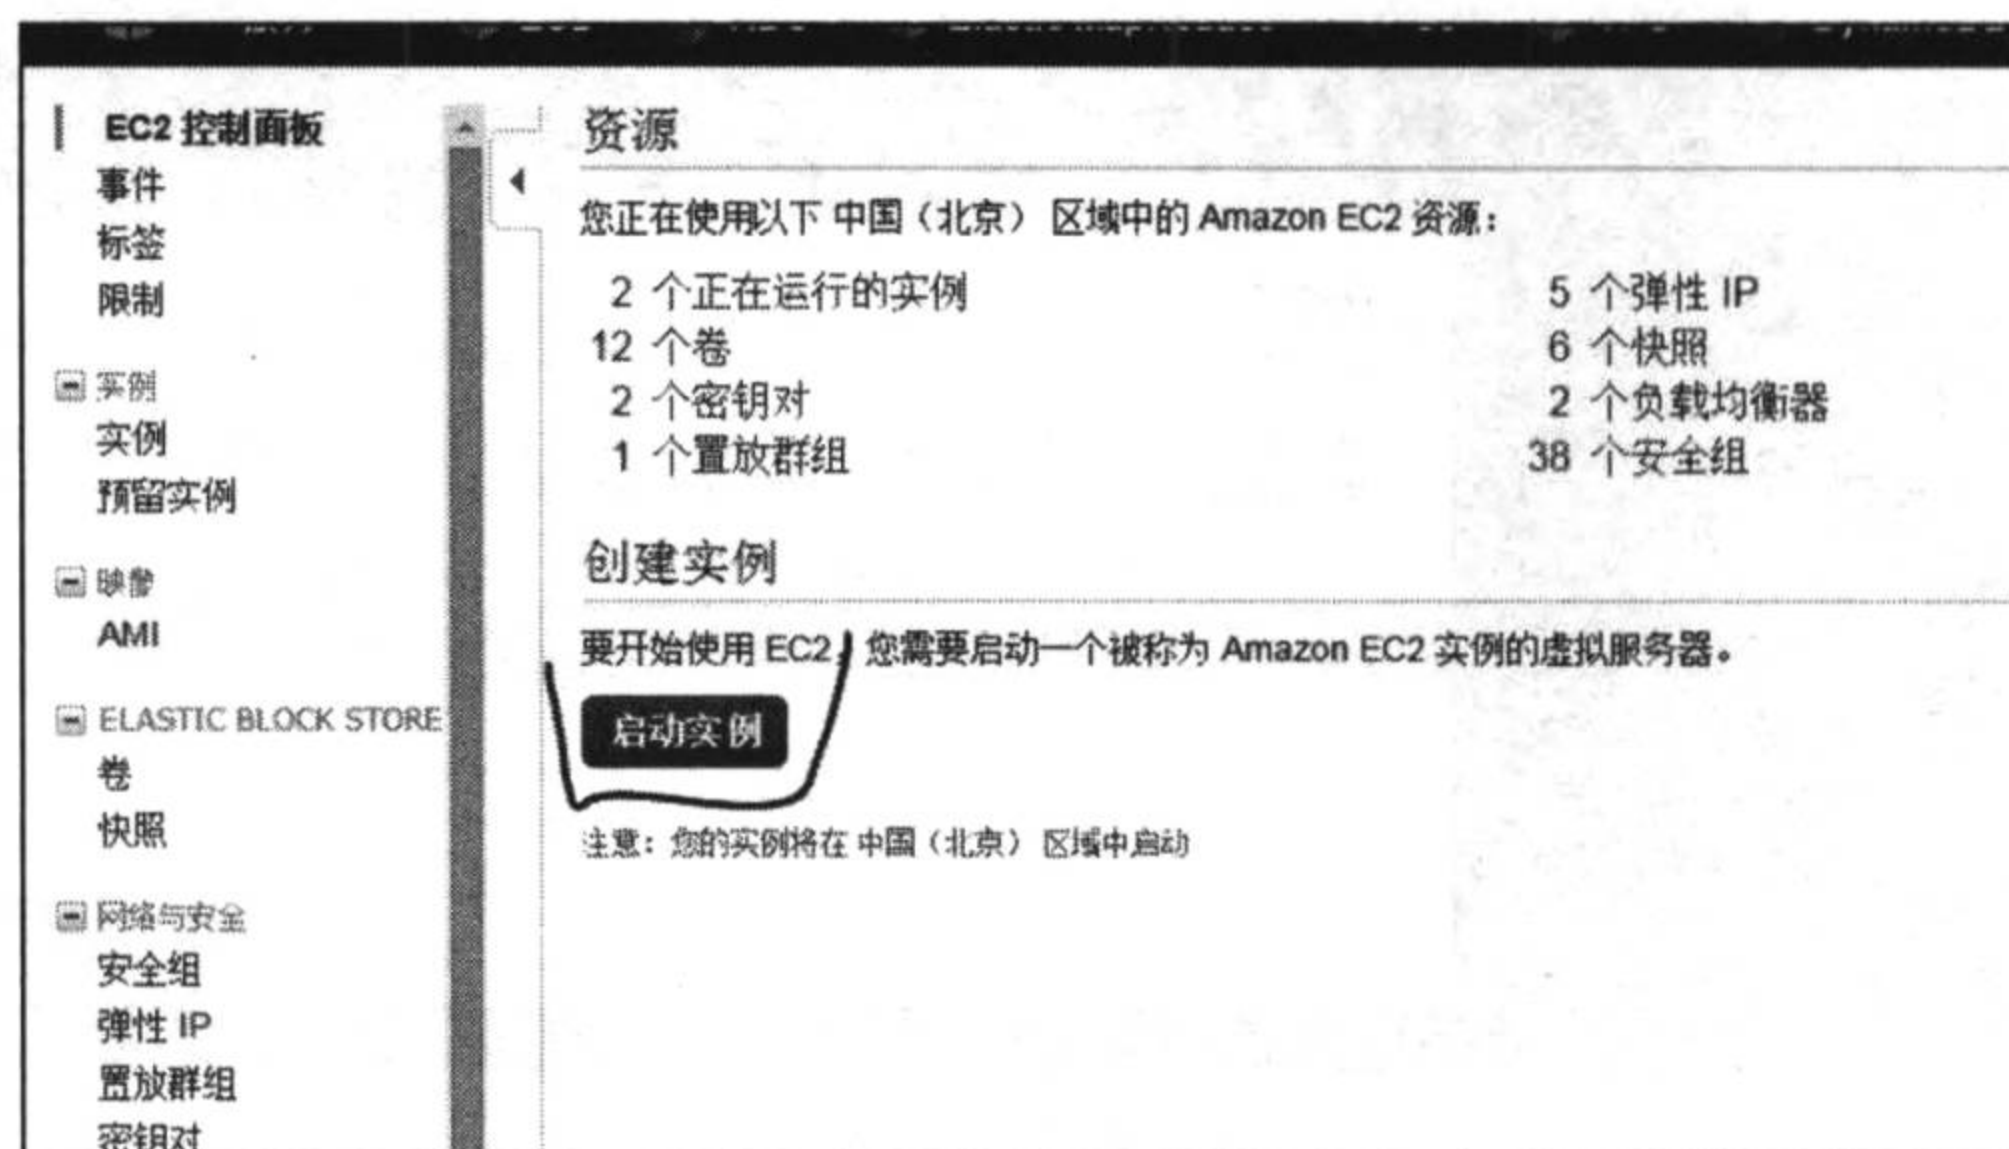 EC2 控制面板
事件
标签
限制
实例
实例
预留实例
映像
AMI
ELASTIC BLOCK STORE
卷
快照
网络与安全
安全组
弹性 IP
置放群组
密钥对
资源
您正在使用以下 中国（北京） 区域中的 Amazon EC2 资源：
2 个正在运行的实例
12 个卷
2 个密钥对
1 个置放群组
5 个弹性 IP
6 个快照
2 个负载均衡器
38 个安全组
创建实例
要开始使用 EC2，您需要启动一个被称为 Amazon EC2 实例的虚拟服务器。
启动实例
注意：您的实例将在 中国（北京） 区域中启动